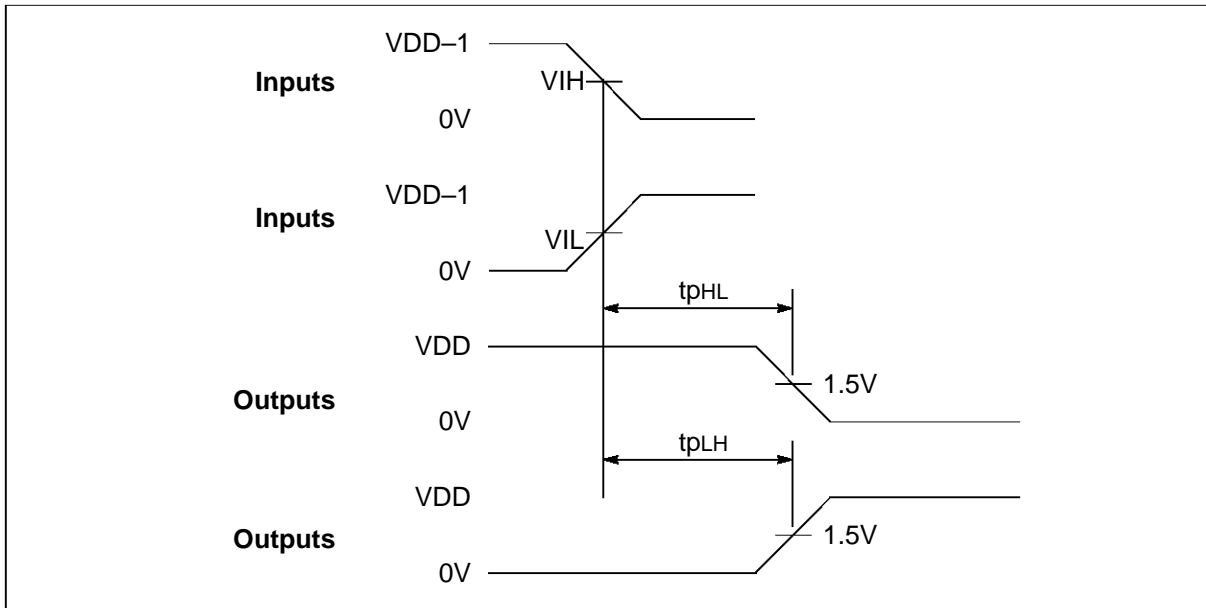 VDD–1
Inputs
VIH
0V
VDD–1
Inputs
VIL
0V
tpHL
VDD
1.5V
Outputs
0V
tpLH
VDD
1.5V
Outputs
0V